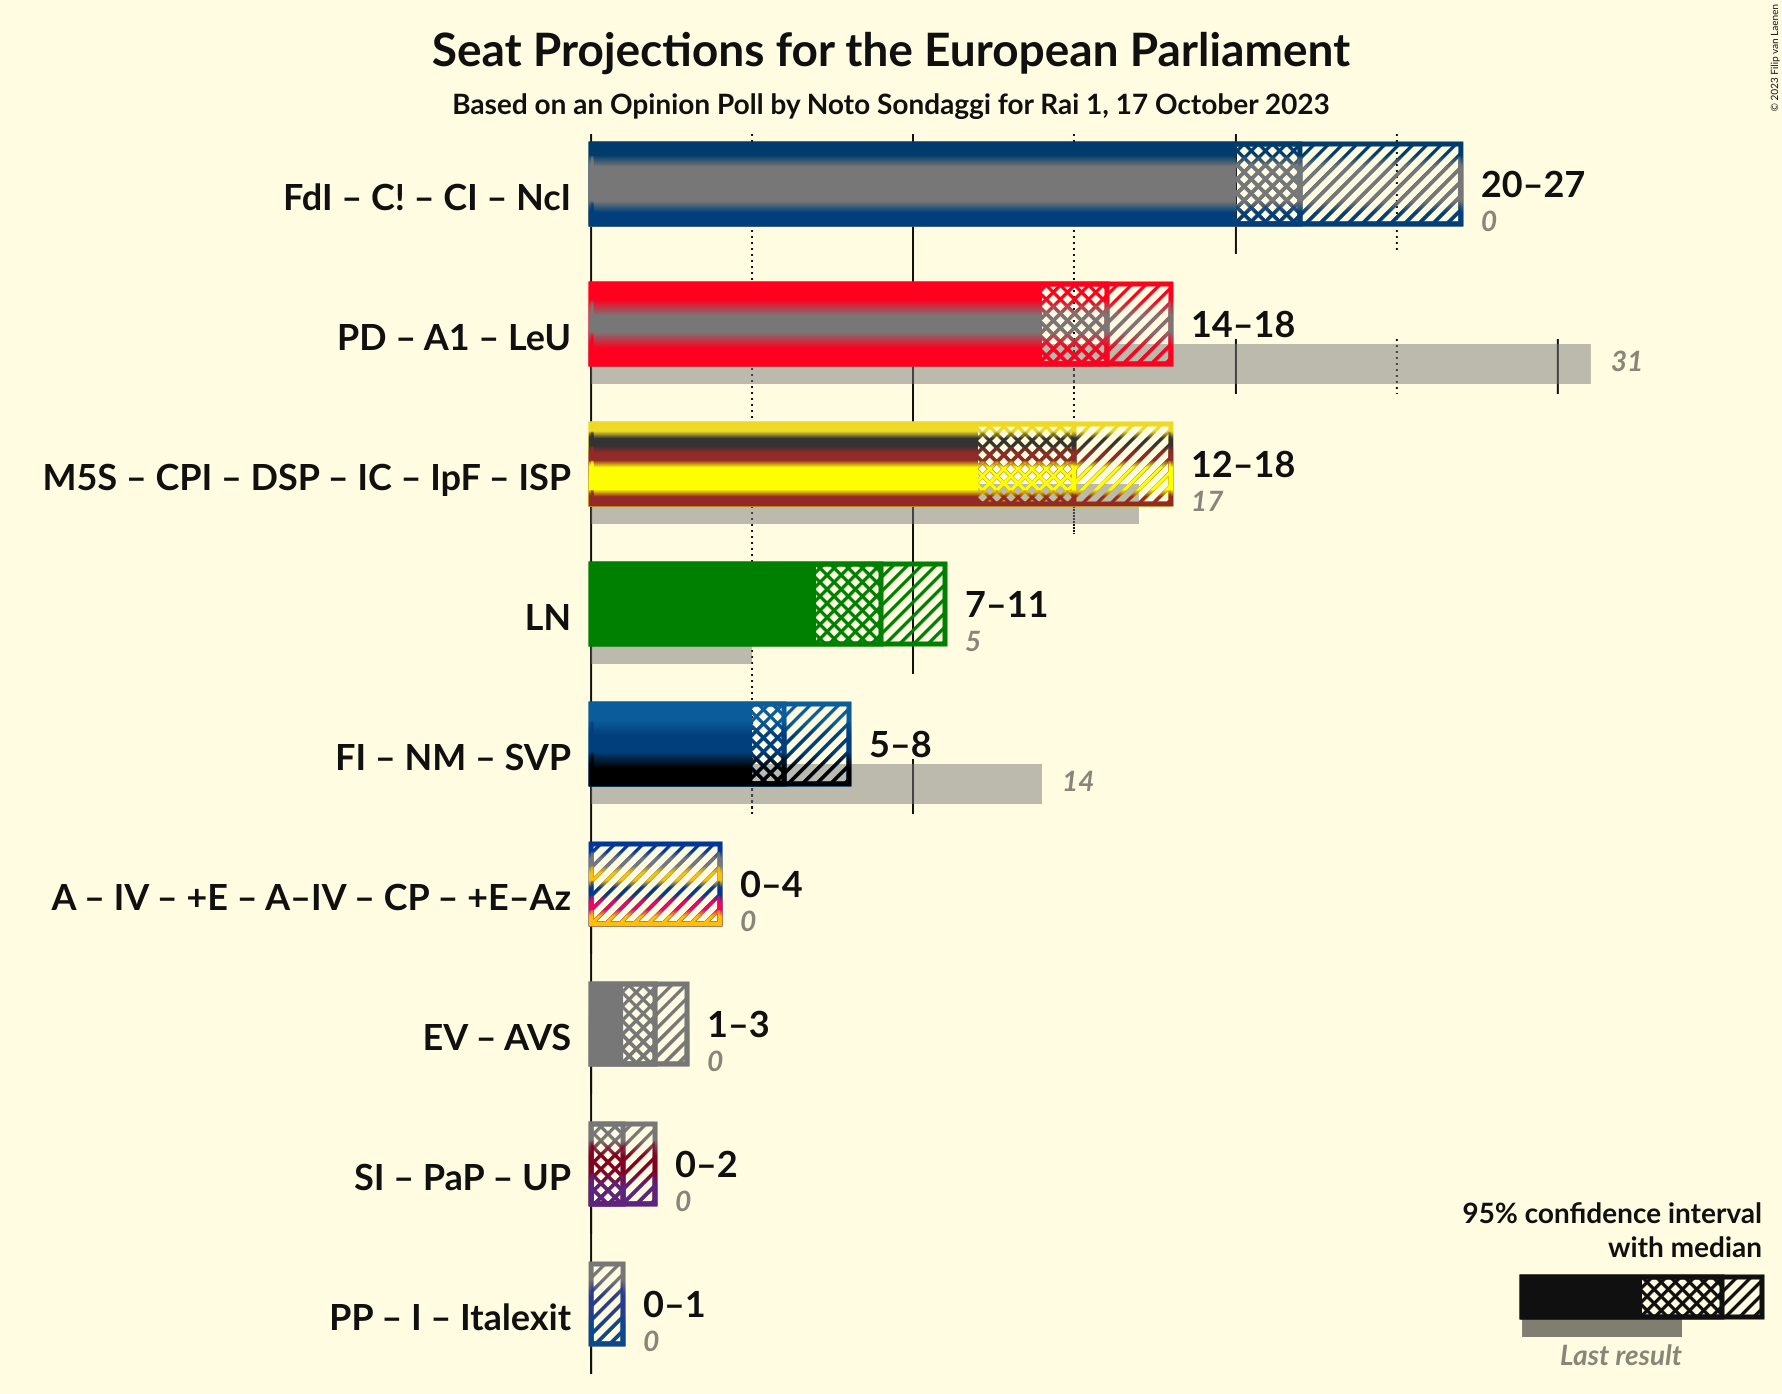 Seat Projections for the European Parliament
Based on an Opinion Poll by Noto Sondaggi for Rai 1, 17 October 2023
© 2023 Filip van Laenen
FdI – C! – CI – NcI
20–27
0
PD – A1 – LeU
14–18
31
M5S – CPI – DSP – IC – IpF – ISP
12–18
17
LN
7–11
5
FI – NM – SVP
5–8
14
A – IV – +E – A–IV – CP – +E–Az
0–4
0
EV – AVS
1–3
0
SI – PaP – UP
0–2
0
PP – I – Italexit
0–1
0
95% confidence interval
with median
Last result